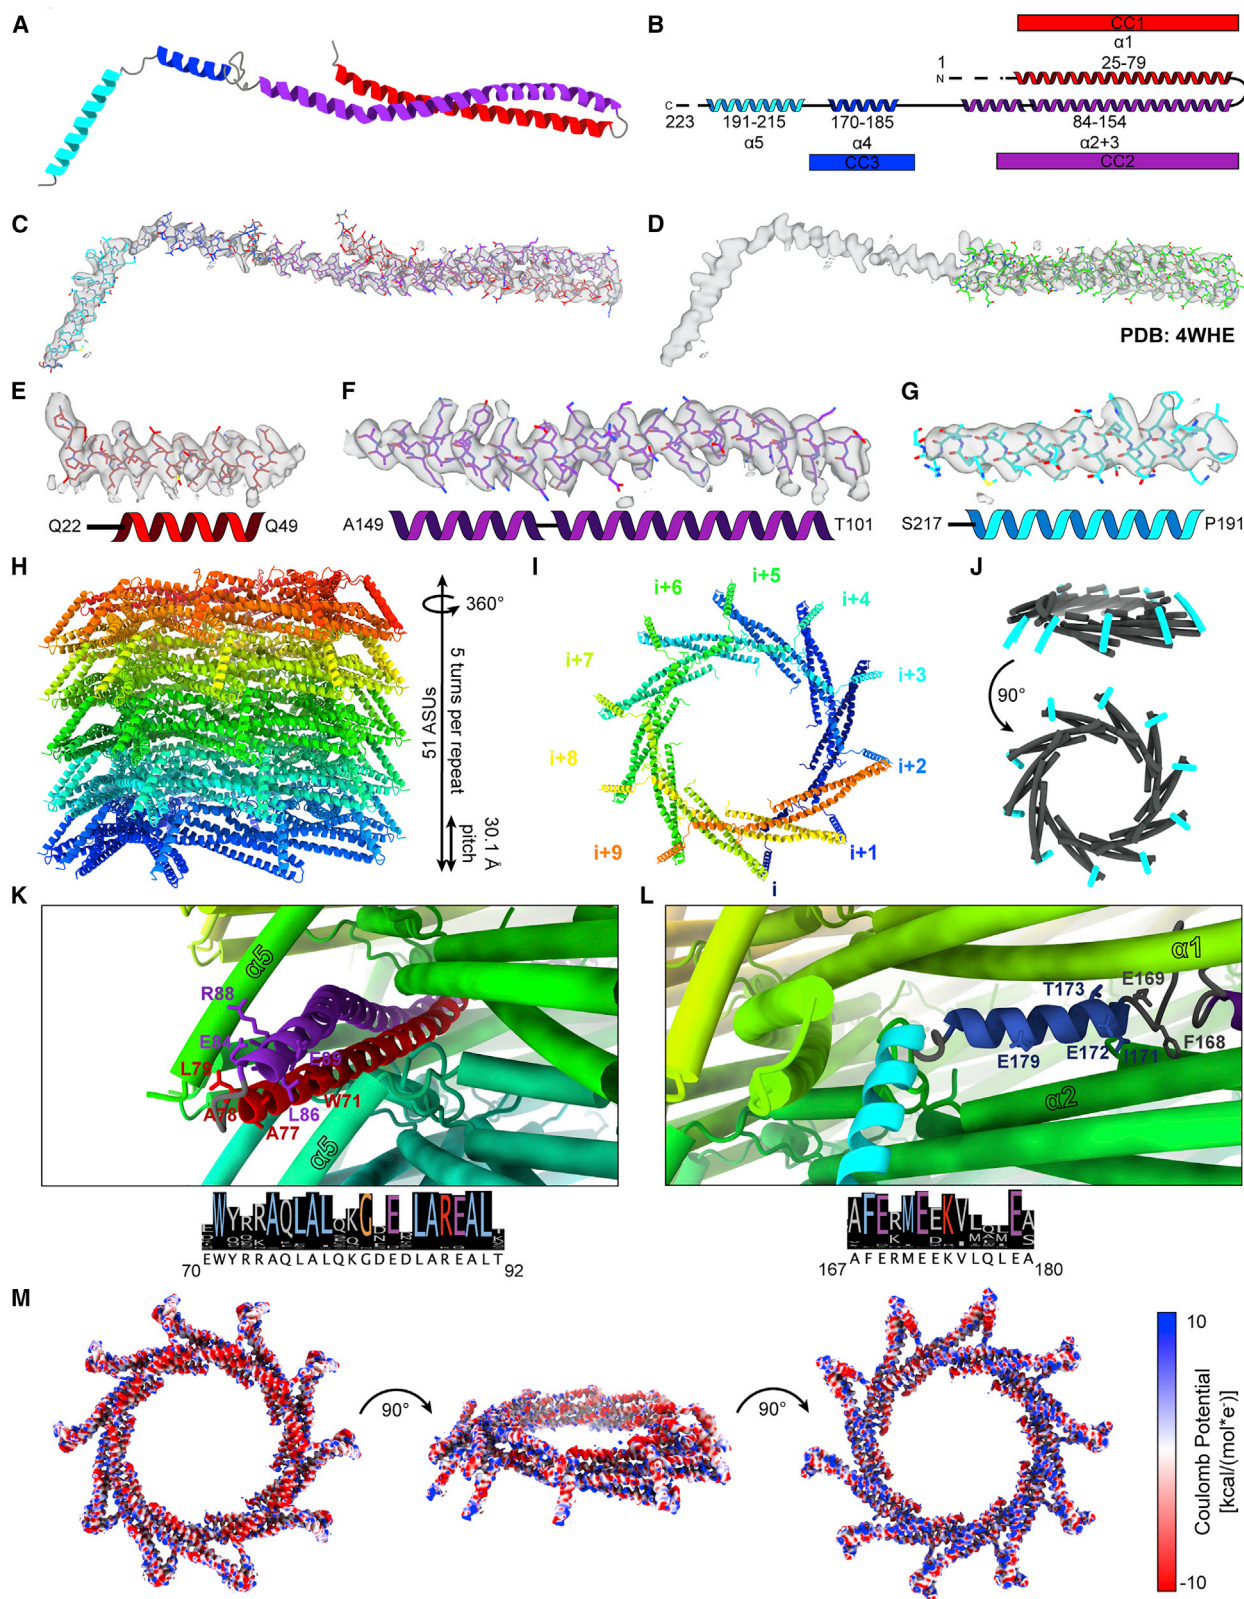 A
B
CC1
α1
25-79
1
N
C
223
191-215
170-185
84-154
α5
α4
α2+3
CC3
CC2
C
D
PDB: 4WHE
E
F
G
Q22
Q49
A149
T101
S217
P191
H
360°
5 turns per repeat
51 ASUs
30.1 Å
pitch
I
i+5
i+6
i+4
i+7
i+3
i+8
i+2
i+9
i+1
i
J
90°
K
α5
R88
E84
E89
L79
A78
W71
L86
A77
α5
EWYRRAQLALQKGDEDLAREALT
70
92
L
α1
E169
T173
F168
E179
E172
I171
α2
AFERMEEKVLQLEA
167
180
M
90°
90°
10
Coulomb Potential
[kcal/(mol*e-)]
-10